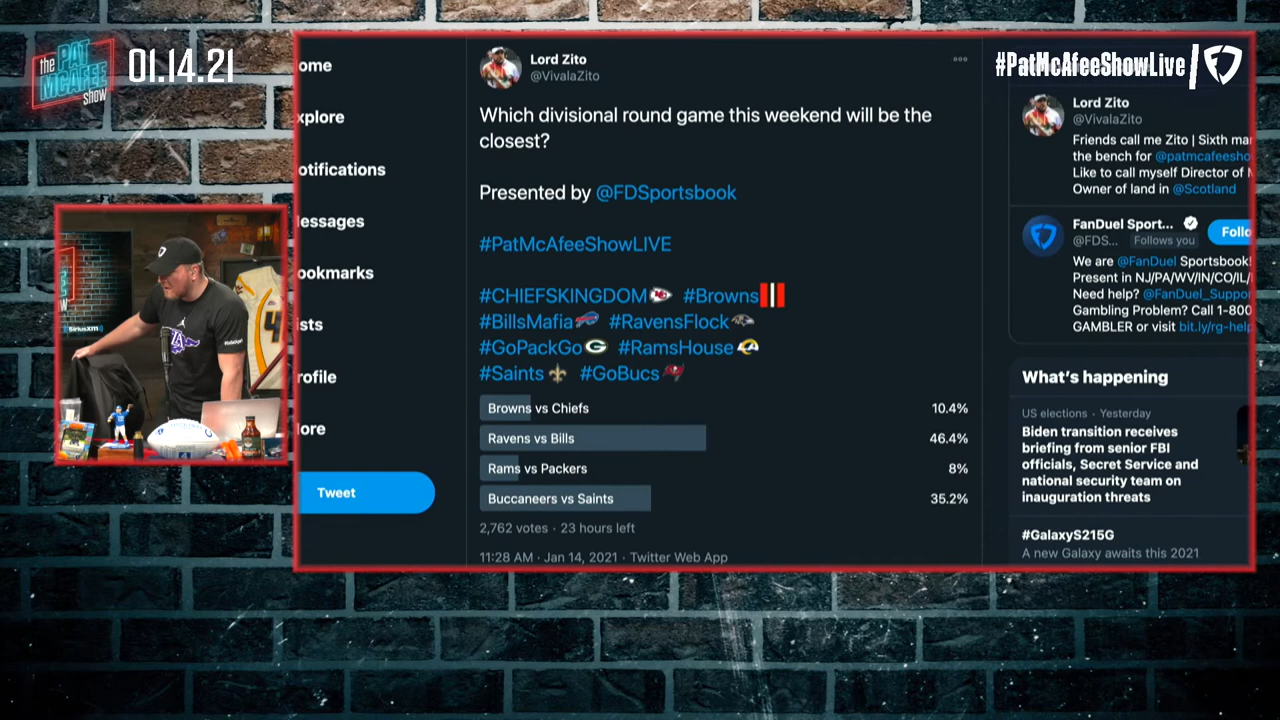 the PAT MCAFEE show
01.14.21
#PatMcAfeeShowLive
SiriusXM
ome
xplore
otifications
essages
ookmarks
ists
rofile
ore
Tweet
Lord Zito
@VivalaZito
Which divisional round game this weekend will be the
closest?
Presented by @FDSportsbook
#PatMcAfeeShowLIVE
#CHIEFSKINGDOM #Browns
#BillsMafia #RavensFlock
#GoPackGo #RamsHouse
#Saints #GoBucs
Browns vs Chiefs 10.4%
Ravens vs Bills 46.4%
Rams vs Packers 8%
Buccaneers vs Saints 35.2%
2,762 votes · 23 hours left
11:28 AM · Jan 14, 2021 · Twitter Web App
Lord Zito
@VivalaZito
Friends call me Zito | Sixth mar
the bench for @patmcafeesho
Like to call myself Director of
Owner of land in @Scotland
FanDuel Sport...
@FDS... Follows you
Follo
We are @FanDuel Sportsbook!
Present in NJ/PA/WV/IN/CO/IL/
Need help? @FanDuel_Suppor
Gambling Problem? Call 1-800
GAMBLER or visit bit.ly/rg-help
What's happening
US elections · Yesterday
Biden transition receives
briefing from senior FBI
officials, Secret Service and
national security team on
inauguration threats
#GalaxyS215G
A new Galaxy awaits this 2021